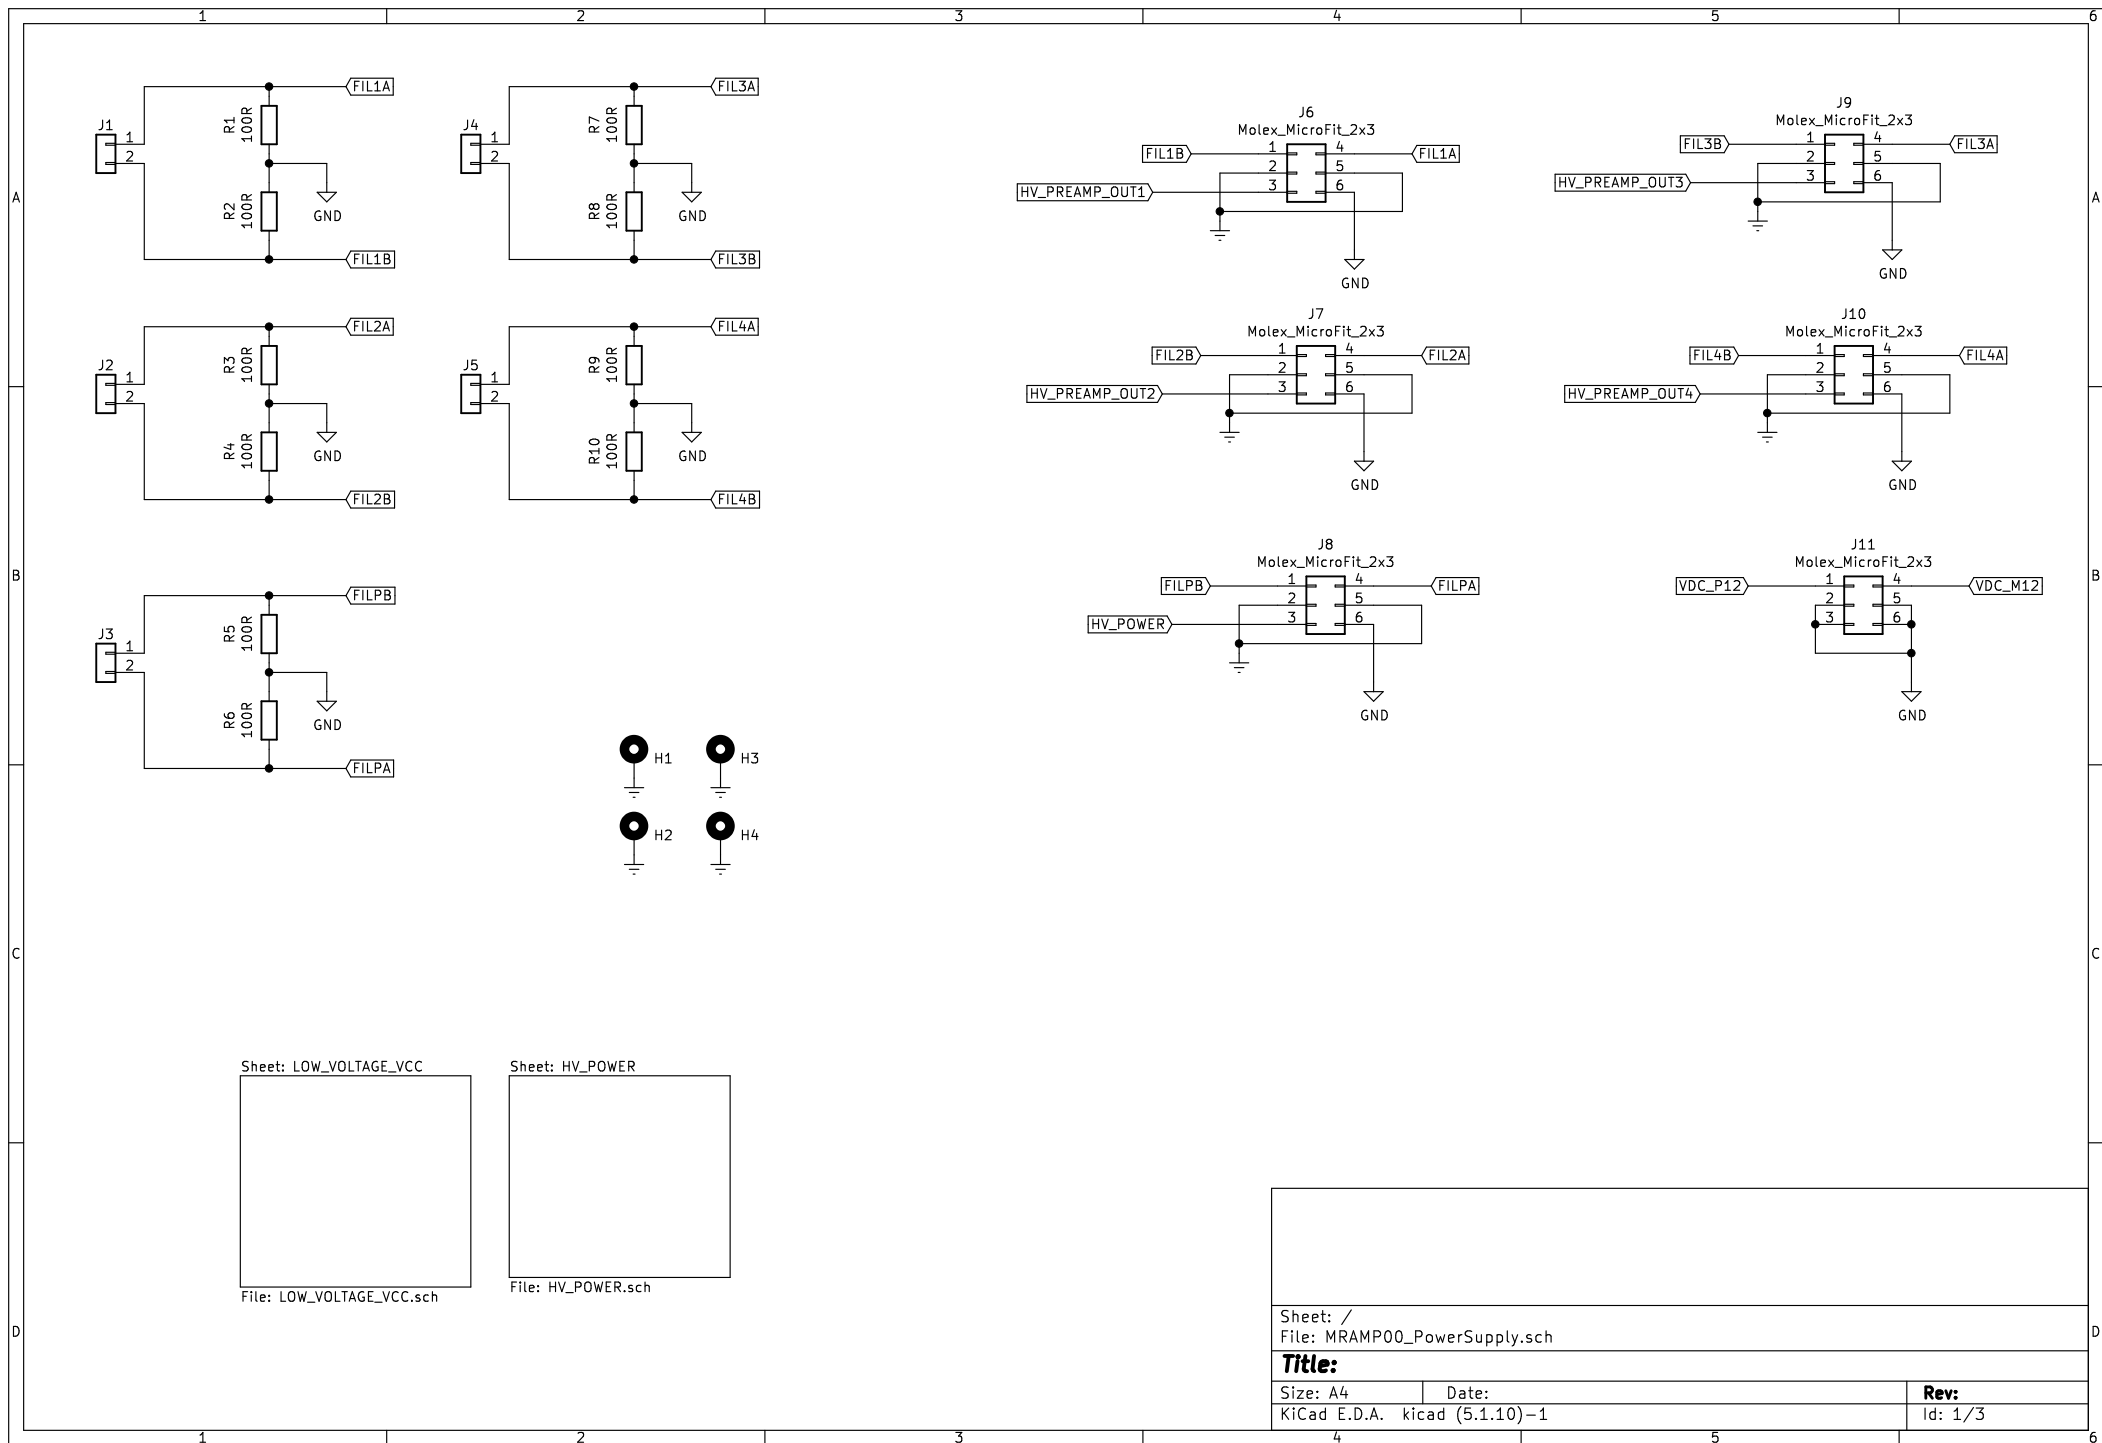 1 2 3 4 5 6
A
B
C
D
A
B
C
D
1 2 3 4 5 6
J1
1
2
R1
100R
R2
100R
GND
FIL1A
FIL1B
J4
1
2
R7
100R
R8
100R
GND
FIL3A
FIL3B
J2
1
2
R3
100R
R4
100R
GND
FIL2A
FIL2B
J5
1
2
R9
100R
R10
100R
GND
FIL4A
FIL4B
J3
1
2
R5
100R
R6
100R
GND
FILPB
FILPA
H1
H3
H2
H4
J6
Molex_MicroFit_2x3
FIL1B 1 4 FIL1A
2 5
HV_PREAMP_OUT1 3 6
GND
J9
Molex_MicroFit_2x3
FIL3B 1 4 FIL3A
2 5
HV_PREAMP_OUT3 3 6
GND
J7
Molex_MicroFit_2x3
FIL2B 1 4 FIL2A
2 5
HV_PREAMP_OUT2 3 6
GND
J10
Molex_MicroFit_2x3
FIL4B 1 4 FIL4A
2 5
HV_PREAMP_OUT4 3 6
GND
J8
Molex_MicroFit_2x3
FILPB 1 4 FILPA
2 5
HV_POWER 3 6
GND
J11
Molex_MicroFit_2x3
VDC_P12 1 4 VDC_M12
2 5
3 6
GND
Sheet: LOW_VOLTAGE_VCC
File: LOW_VOLTAGE_VCC.sch
Sheet: HV_POWER
File: HV_POWER.sch
Sheet: /
File: MRAMP00_PowerSupply.sch
Title:
Size: A4 Date: Rev:
KiCad E.D.A. kicad (5.1.10)-1 Id: 1/3